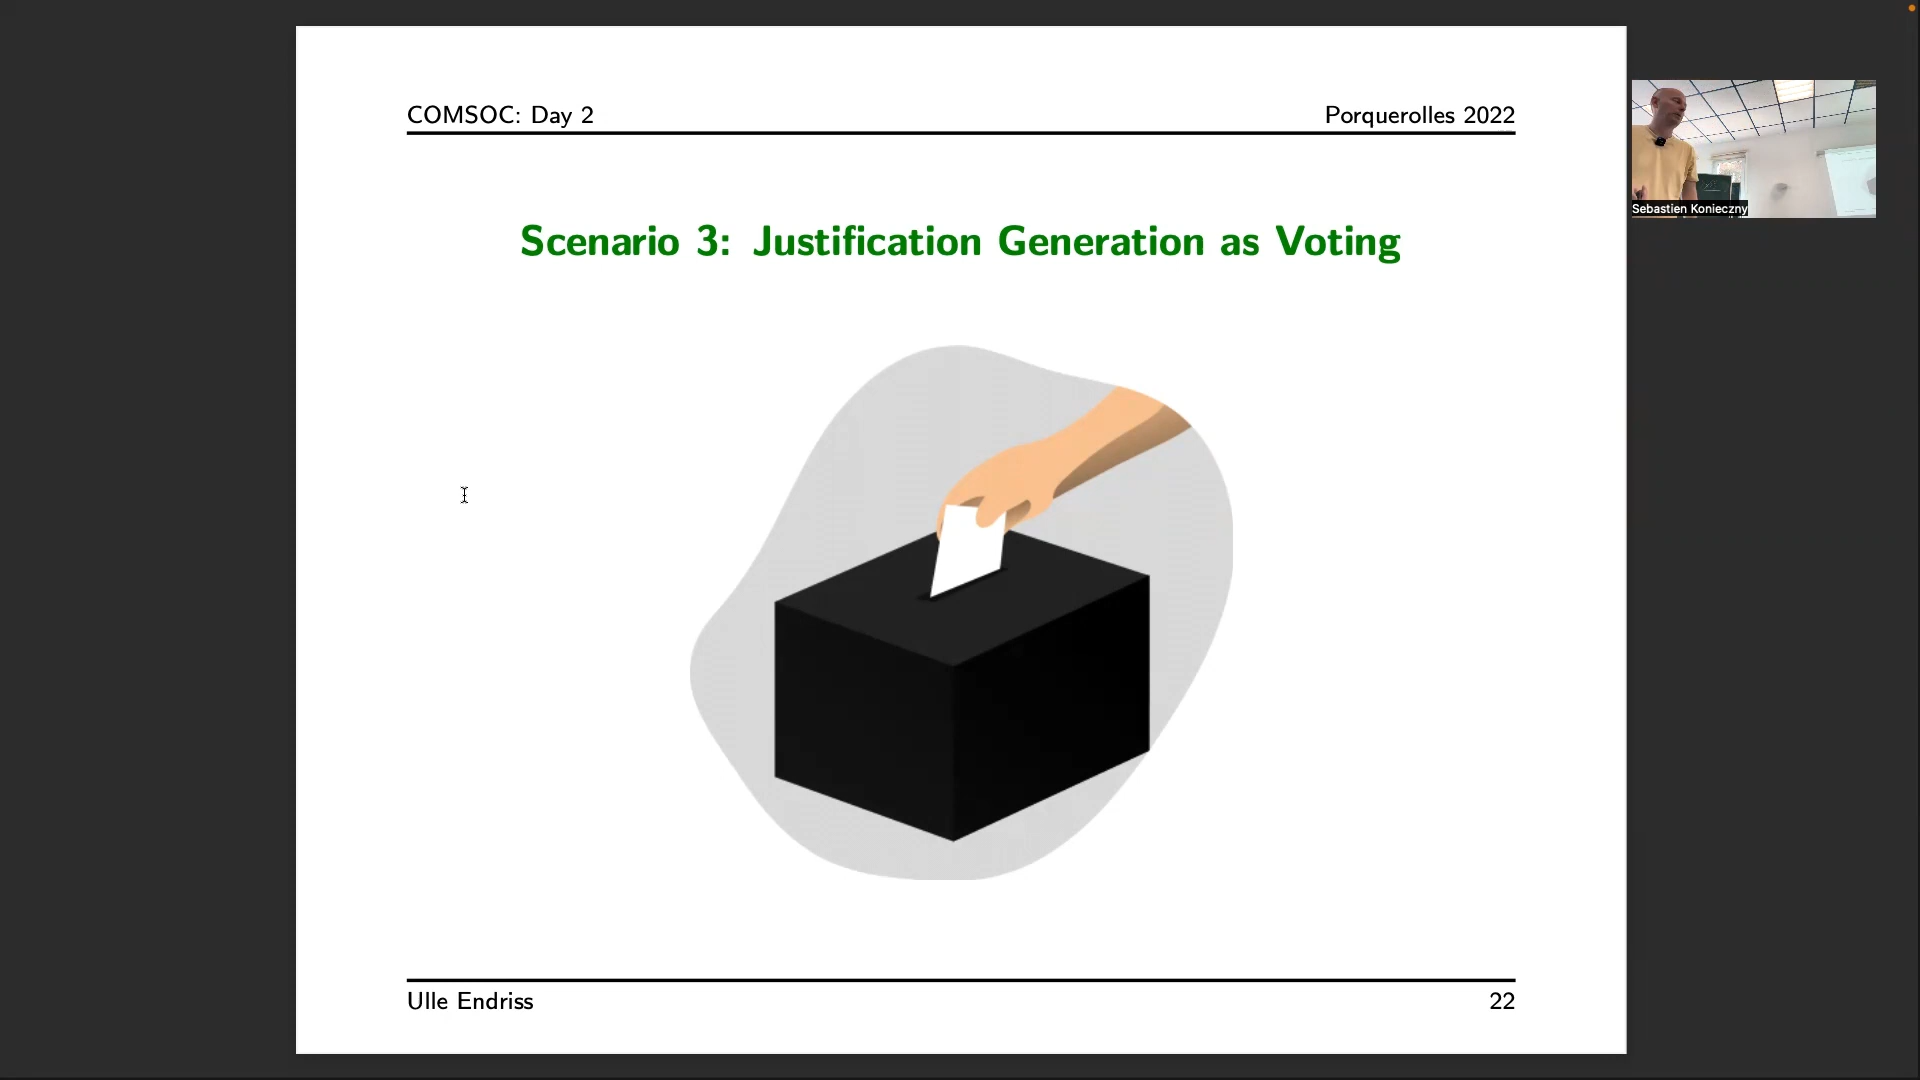 COMSOC: Day 2
Porquerolles 2022
Scenario 3: Justification Generation as Voting
Sebastien Konieczny
Ulle Endriss
22